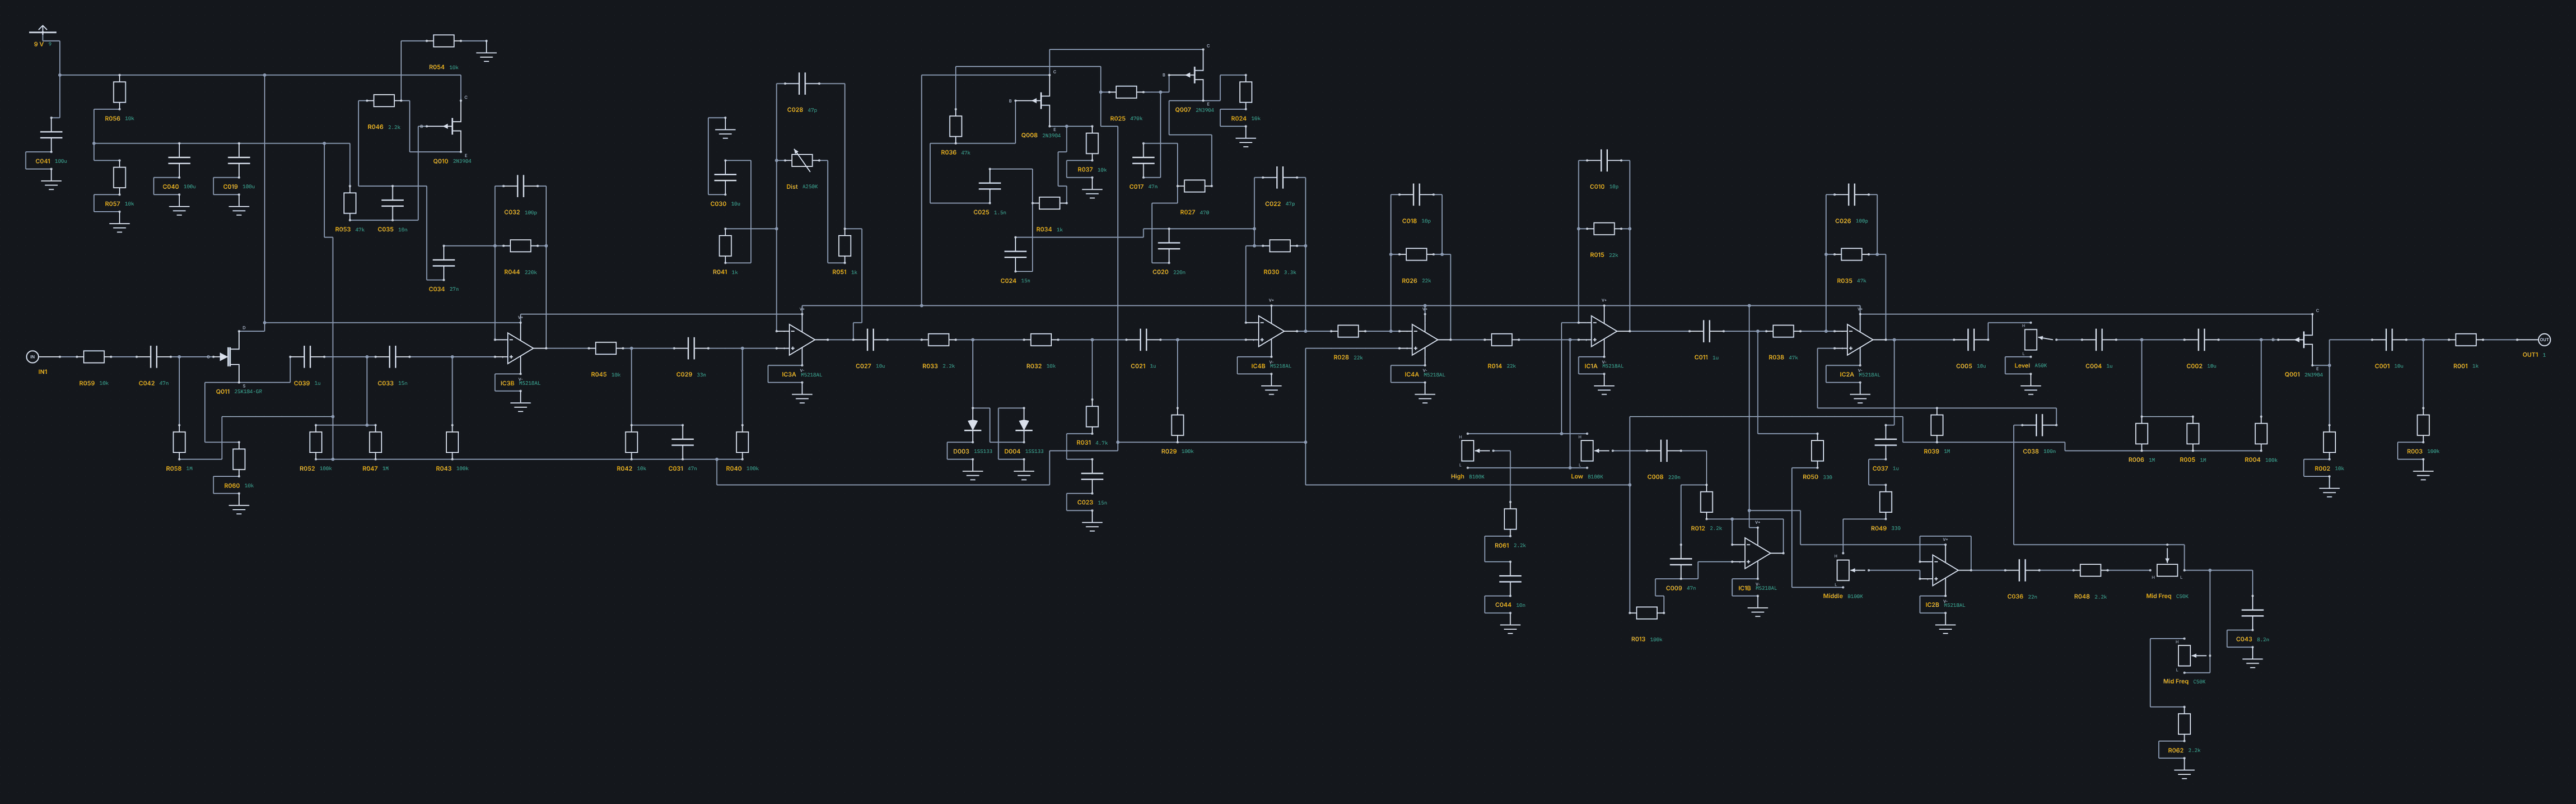 9 V 9
R054 10k
R056 10k
R046 2.2k
C
B
Q010 2N3904
E
C041 100u
C040 100u
C019 100u
R057 10k
R053 47k
C035 10n
C034 27n
C032 100p
R044 220k
C030 10u
R041 1k
C028 47p
Dist A250K
R051 1k
C
B
Q008 2N3904
E
R036 47k
R037 10k
R025 470k
C
B
Q007 2N3904
E
R024 10k
C025 1.5n
R034 1k
C024 15n
C017 47n
R027 470
C020 220n
C022 47p
R030 3.3k
C018 10p
R026 22k
C010 10p
R015 22k
C020 100p
R035 47k
IN
IN1
R059 10k
C042 47n
D
Q011 2SK184-GR
R058 1M
R060 10k
C039 1u
C033 15n
R052 100k
R047 1M
R043 100k
V+
IC3B M5218AL
R045 10k
C029 33n
R042 10k
C031 47n
R040 100k
V+
IC3A M5218AL
C027 10u
R033 2.2k
R032 56k
D003 1SS133
D004 1SS133
R031 4.7k
C023 15n
C021 1u
R029 100k
V+
IC4B M5218AL
R028 22k
V+
IC4A M5218AL
R014 22k
V+
IC1A M5218AL
H
High B100K
L
H
Low B100K
L
R061 2.2k
C044 10n
C008 220n
R012 2.2k
C009 47n
R013 100k
V+
IC1B M5218AL
C011 1u
R038 47k
R050 330
V+
IC2A M5218AL
C037 1u
R049 330
H
Middle B100K
L
V+
IC2B M5218AL
C036 22n
R048 2.2k
H
L
Mid Freq C50K
C043 8.2n
H
L
Mid Freq C50K
R062 2.2k
R039 1M
C038 100n
C005 10u
H
Level A50K
L
C004 1u
C002 10u
R006 1M
R005 1M
R004 100k
C
Q001 2N3904
E
R002 10k
C001 10u
R003 100k
R001 1k
OUT
OUT1 1